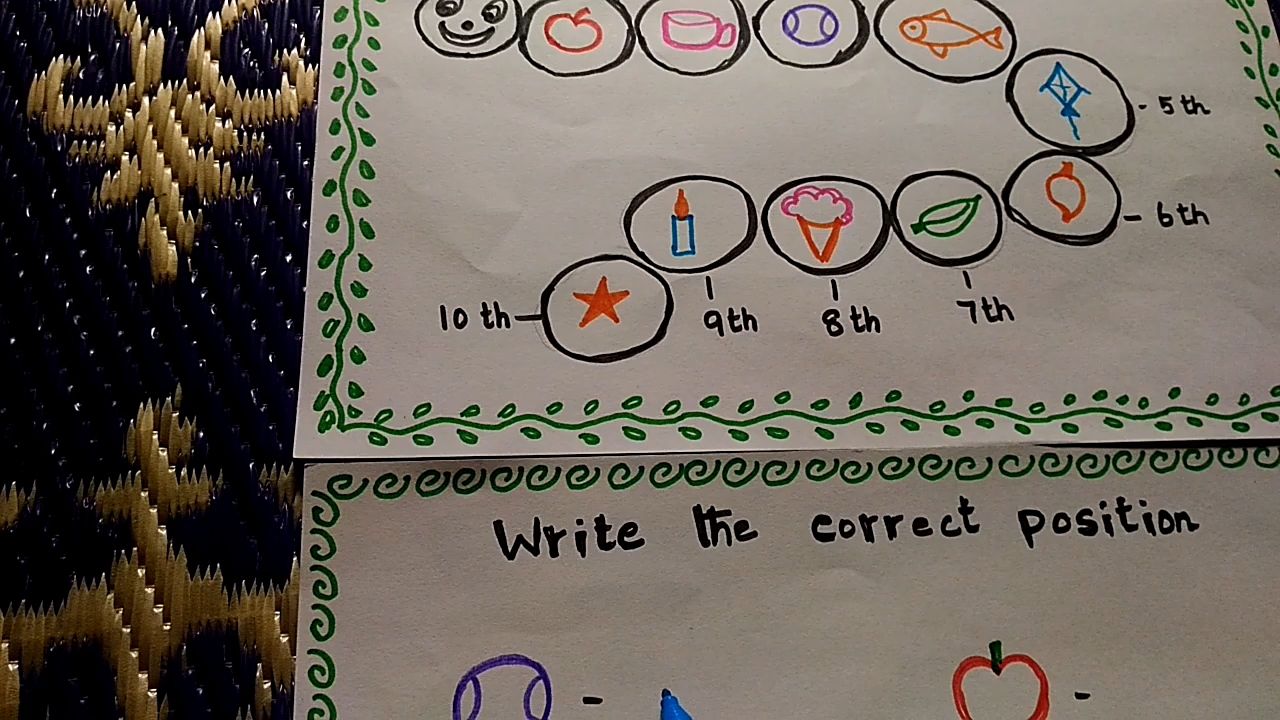 - 5th
- 6th
10th
9th
8th
7th
Write the correct position
-
-